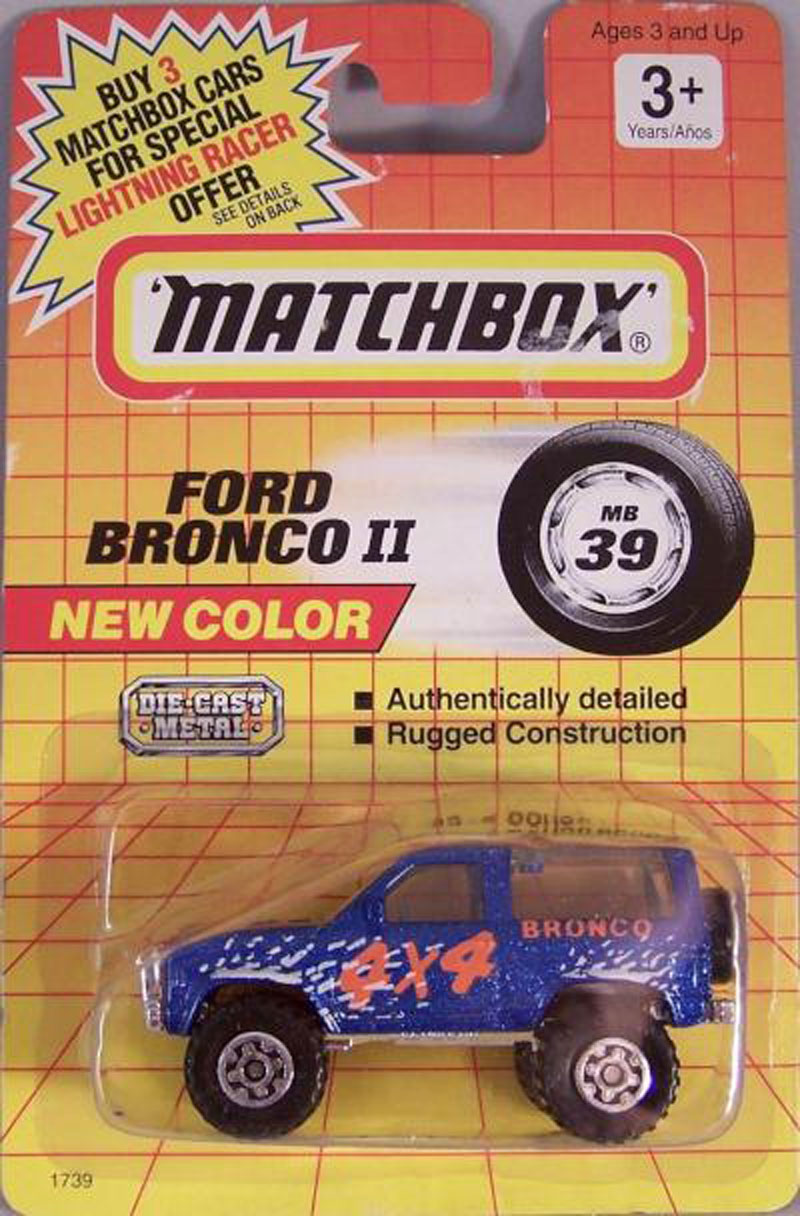 BUY 3
MATCHBOX CARS
FOR SPECIAL
LIGHTNING RACER
OFFER
SEE DETAILS
ON BACK
Ages 3 and Up
3+
Years/Años
'MATCHBOX'®
FORD
BRONCO II
MB
39
NEW COLOR
DIE-CAST
METAL
■ Authentically detailed
■ Rugged Construction
BRONCO
4X4
1739